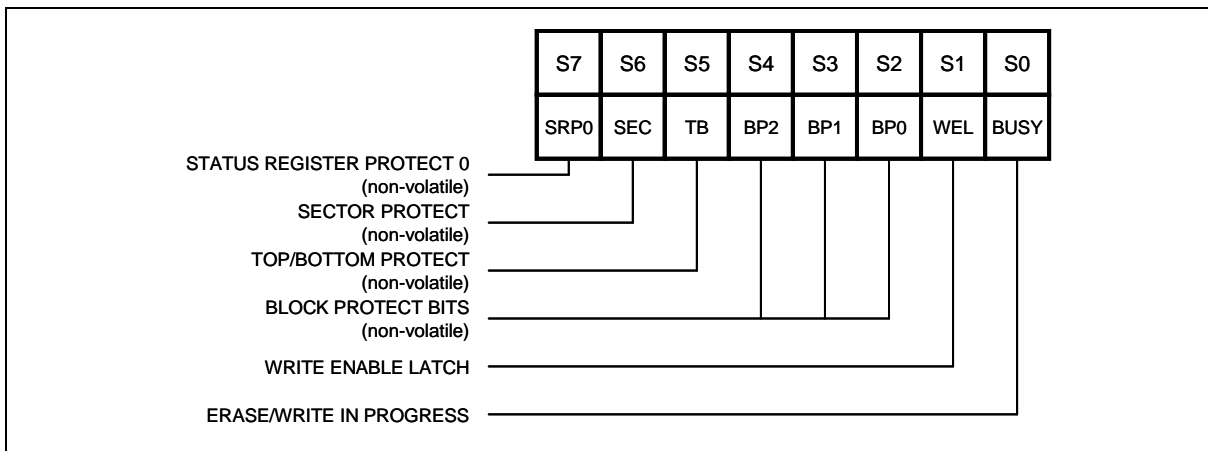 S7 S6 S5 S4 S3 S2 S1 S0
SRP0 SEC TB BP2 BP1 BP0 WEL BUSY
STATUS REGISTER PROTECT 0
(non-volatile)
SECTOR PROTECT
(non-volatile)
TOP/BOTTOM PROTECT
(non-volatile)
BLOCK PROTECT BITS
(non-volatile)
WRITE ENABLE LATCH
ERASE/WRITE IN PROGRESS